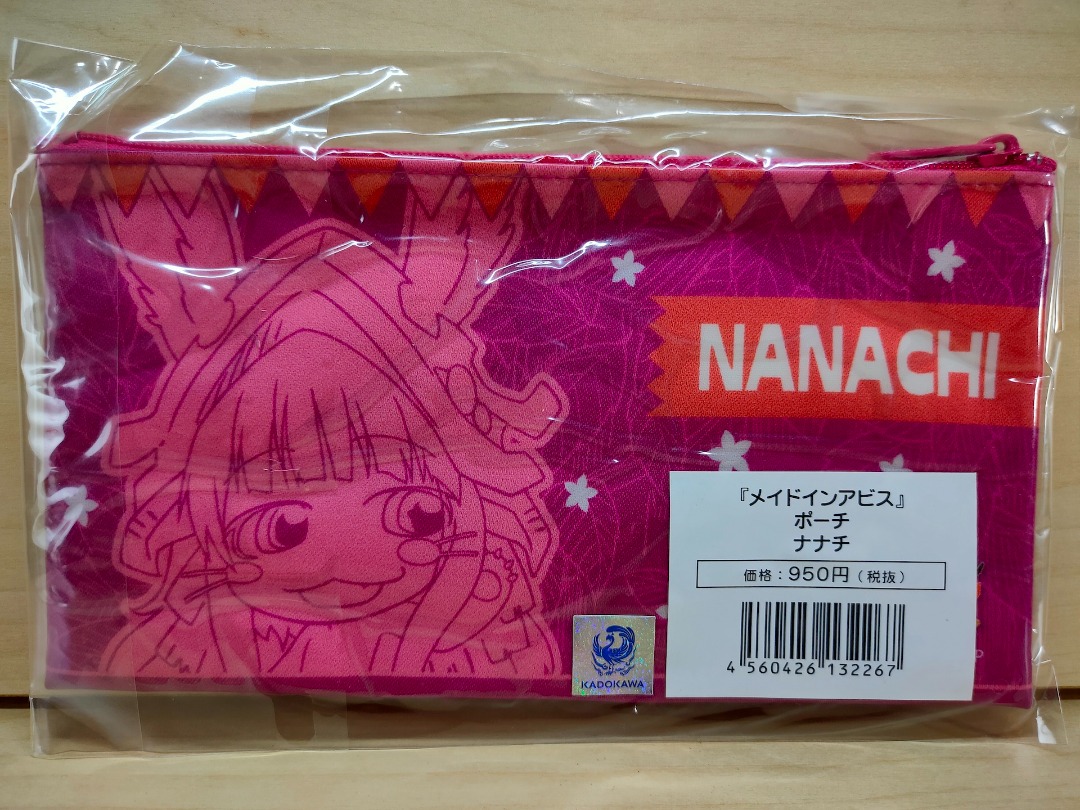 NANACHI
『メイドインアビス』
ポーチ
ナナチ
価格：950円（税抜）
KADOKAWA
4 560426 132267